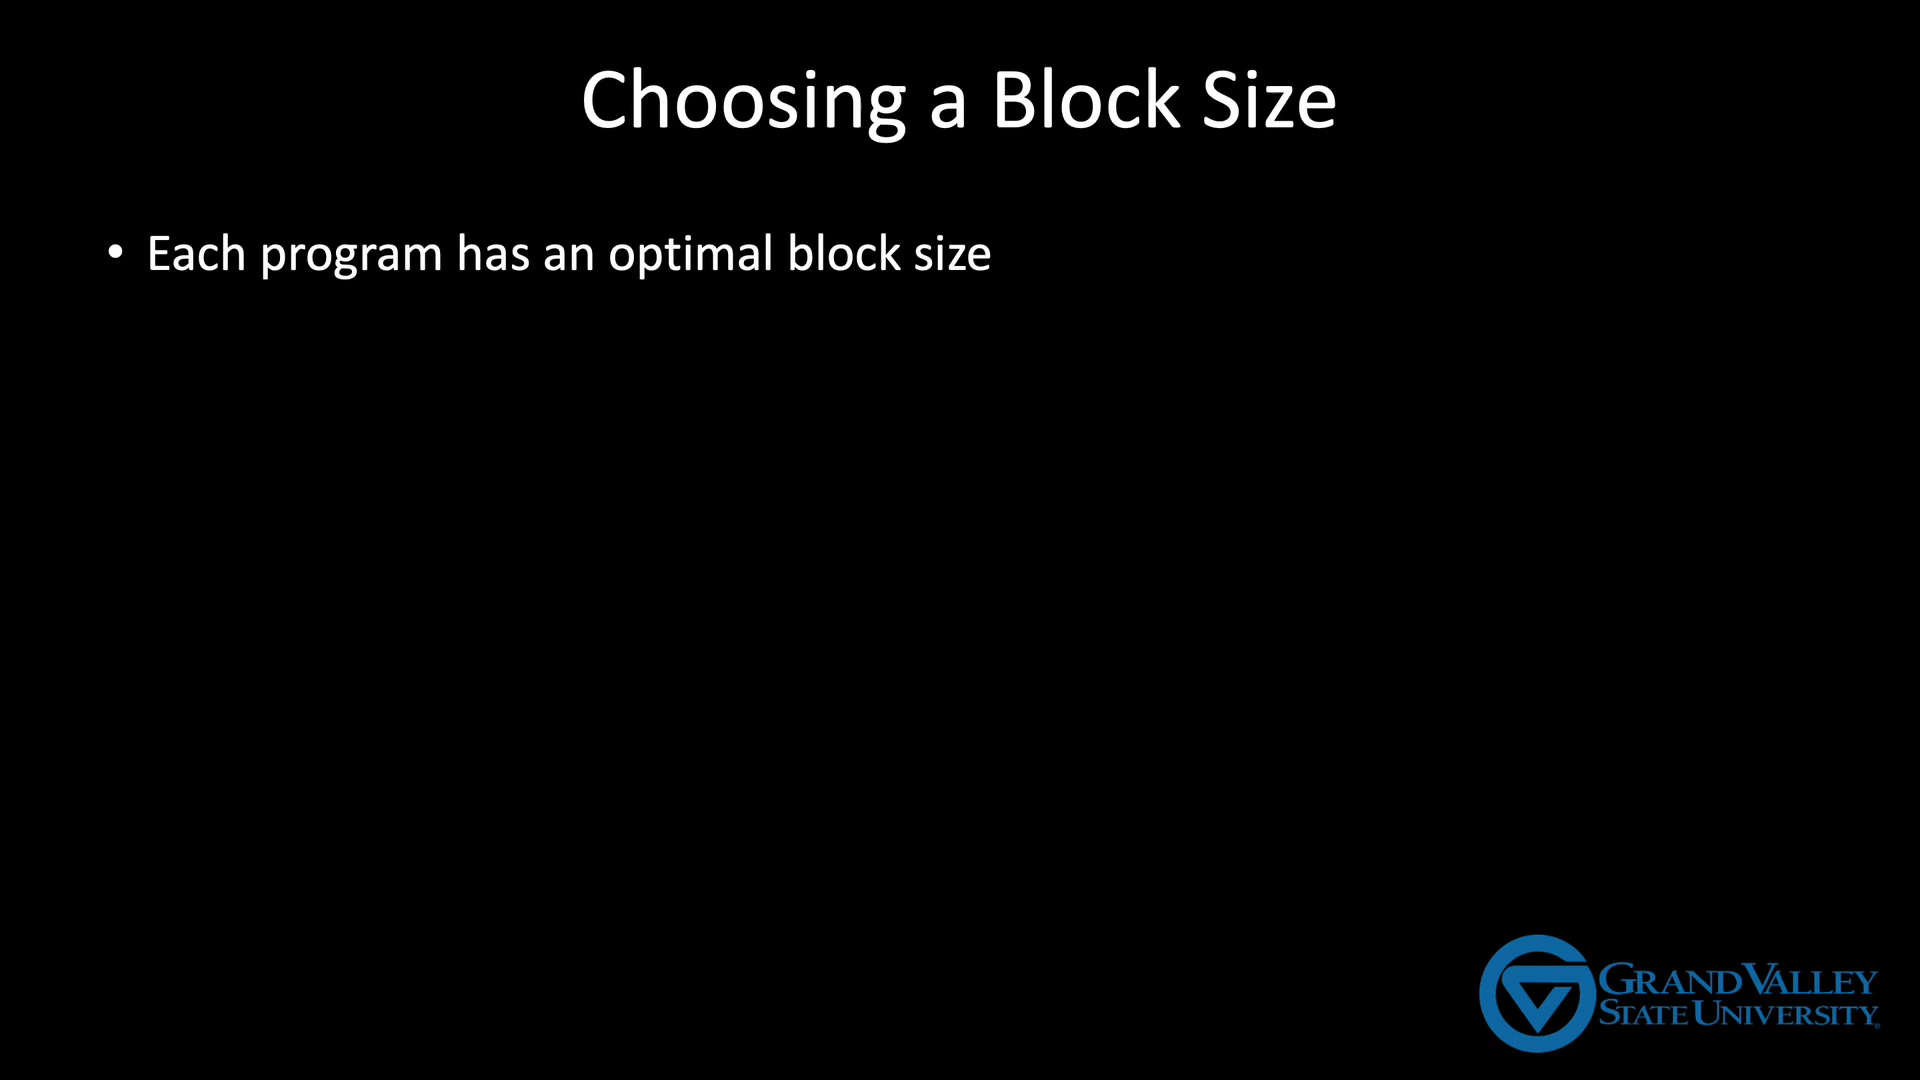 Choosing a Block Size
• Each program has an optimal block size
GRAND VALLEY
STATE UNIVERSITY®